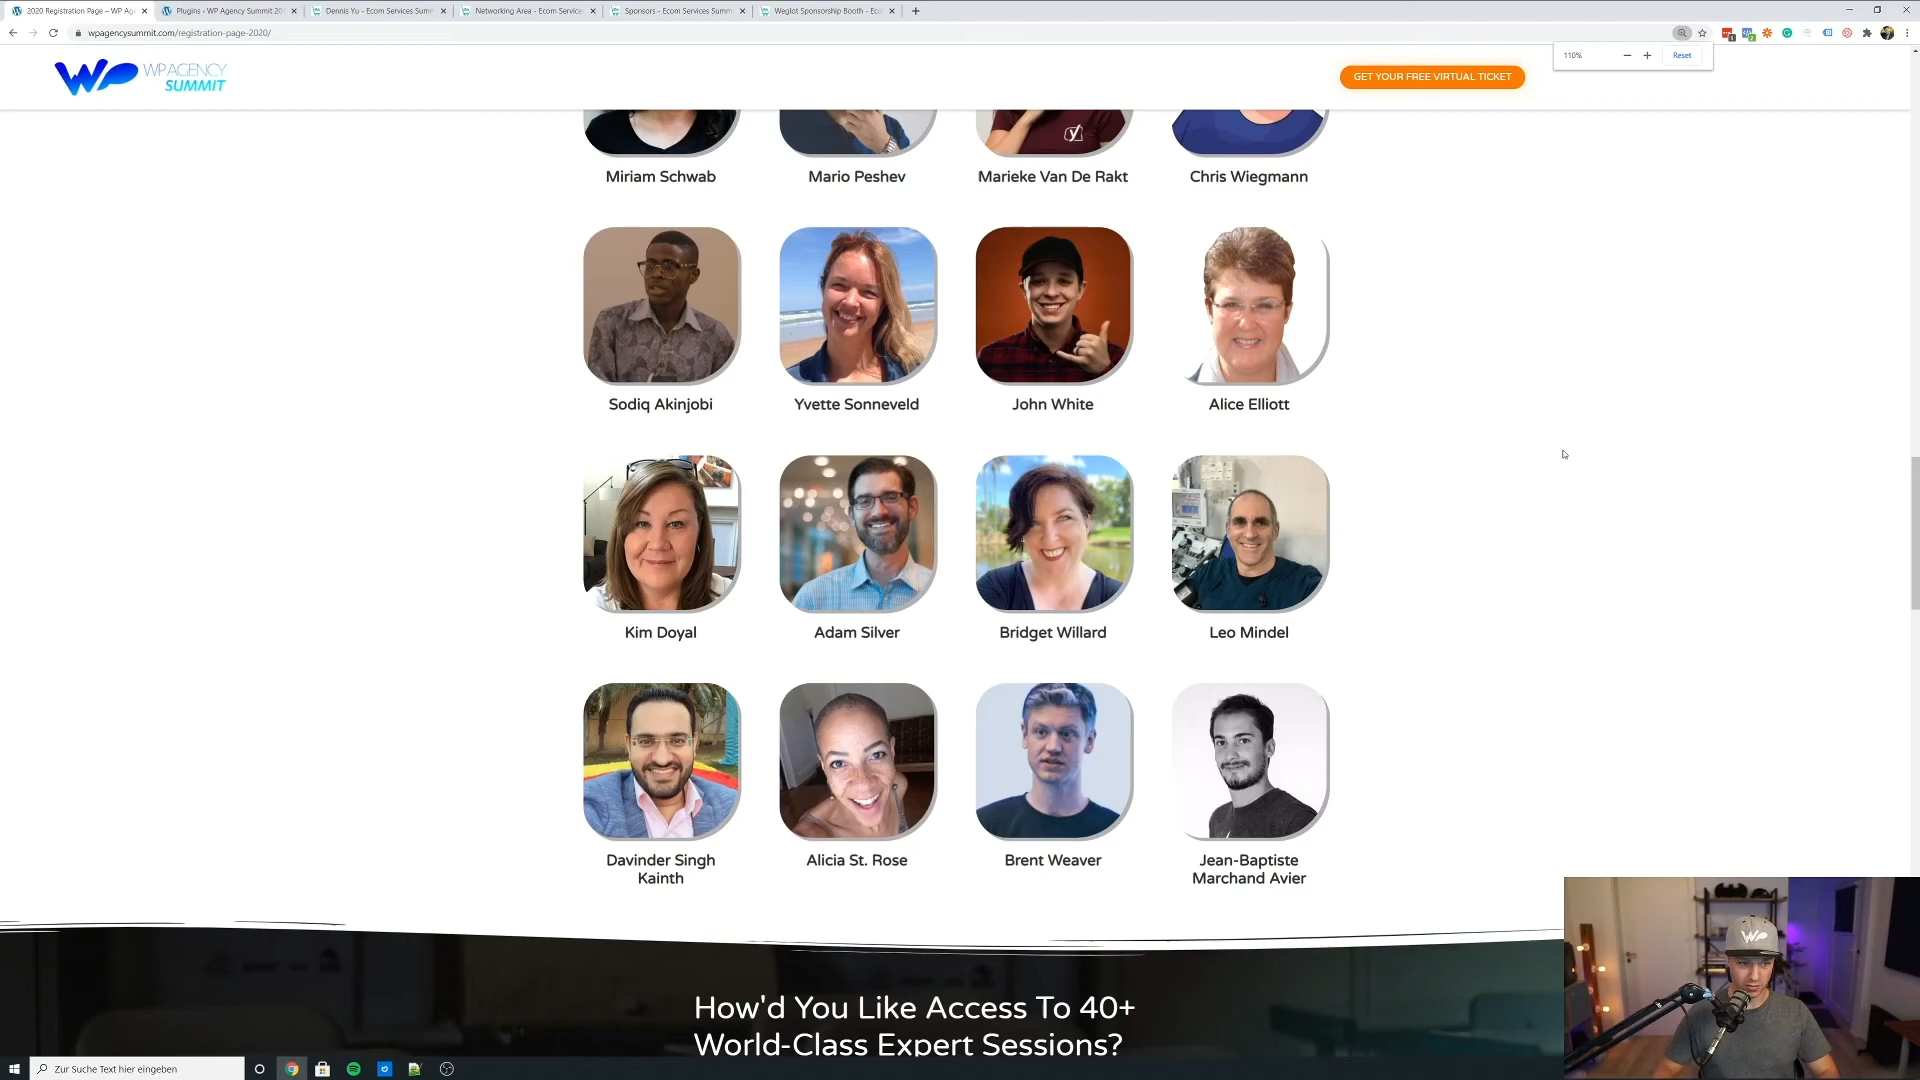 2020 Registration Page – WP Ag
Plugins ‹ WP Agency Summit 20
Dennis Yu - Ecom Services Sum
Networking Area - Ecom Service
Sponsors - Ecom Services Summ
Weglot Sponsorship Booth - Ec
wpagencysummit.com/registration-page-2020/
110%
Reset
WP AGENCY
SUMMIT
GET YOUR FREE VIRTUAL TICKET
Miriam Schwab
Mario Peshev
Marieke Van De Rakt
Chris Wiegmann
Sodiq Akinjobi
Yvette Sonneveld
John White
Alice Elliott
Kim Doyal
Adam Silver
Bridget Willard
Leo Mindel
Davinder Singh
Kainth
Alicia St. Rose
Brent Weaver
Jean-Baptiste
Marchand Avier
How'd You Like Access To 40+
World-Class Expert Sessions?
Zur Suche Text hier eingeben